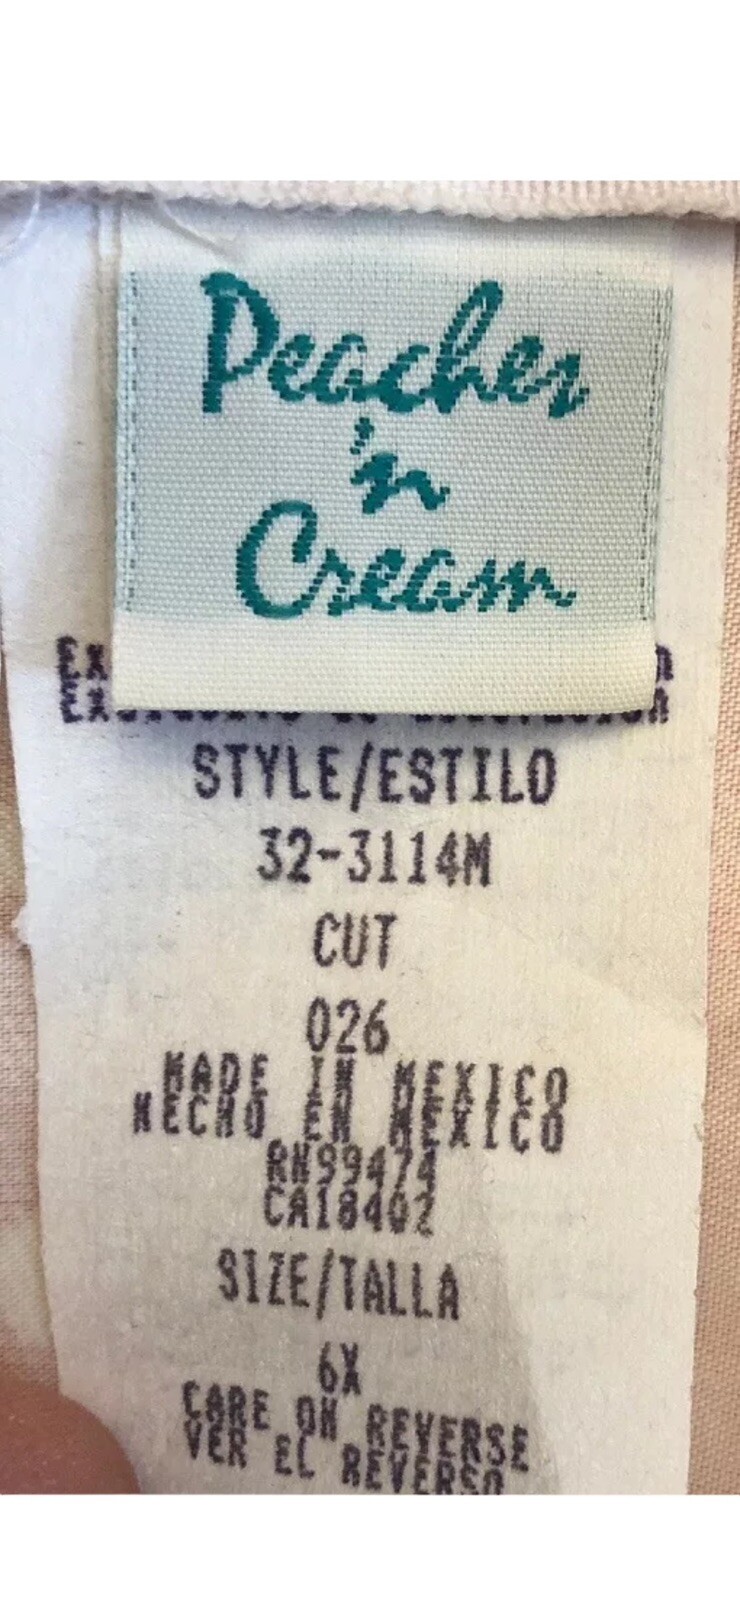 Peaches
'n
Cream
STYLE/ESTILO
32-3114M
CUT
026
MADE IN MEXICO
HECHO EN MEXICO
RN99474
CA18402
SIZE/TALLA
6X
CARE ON REVERSE
VER EL REVERSO